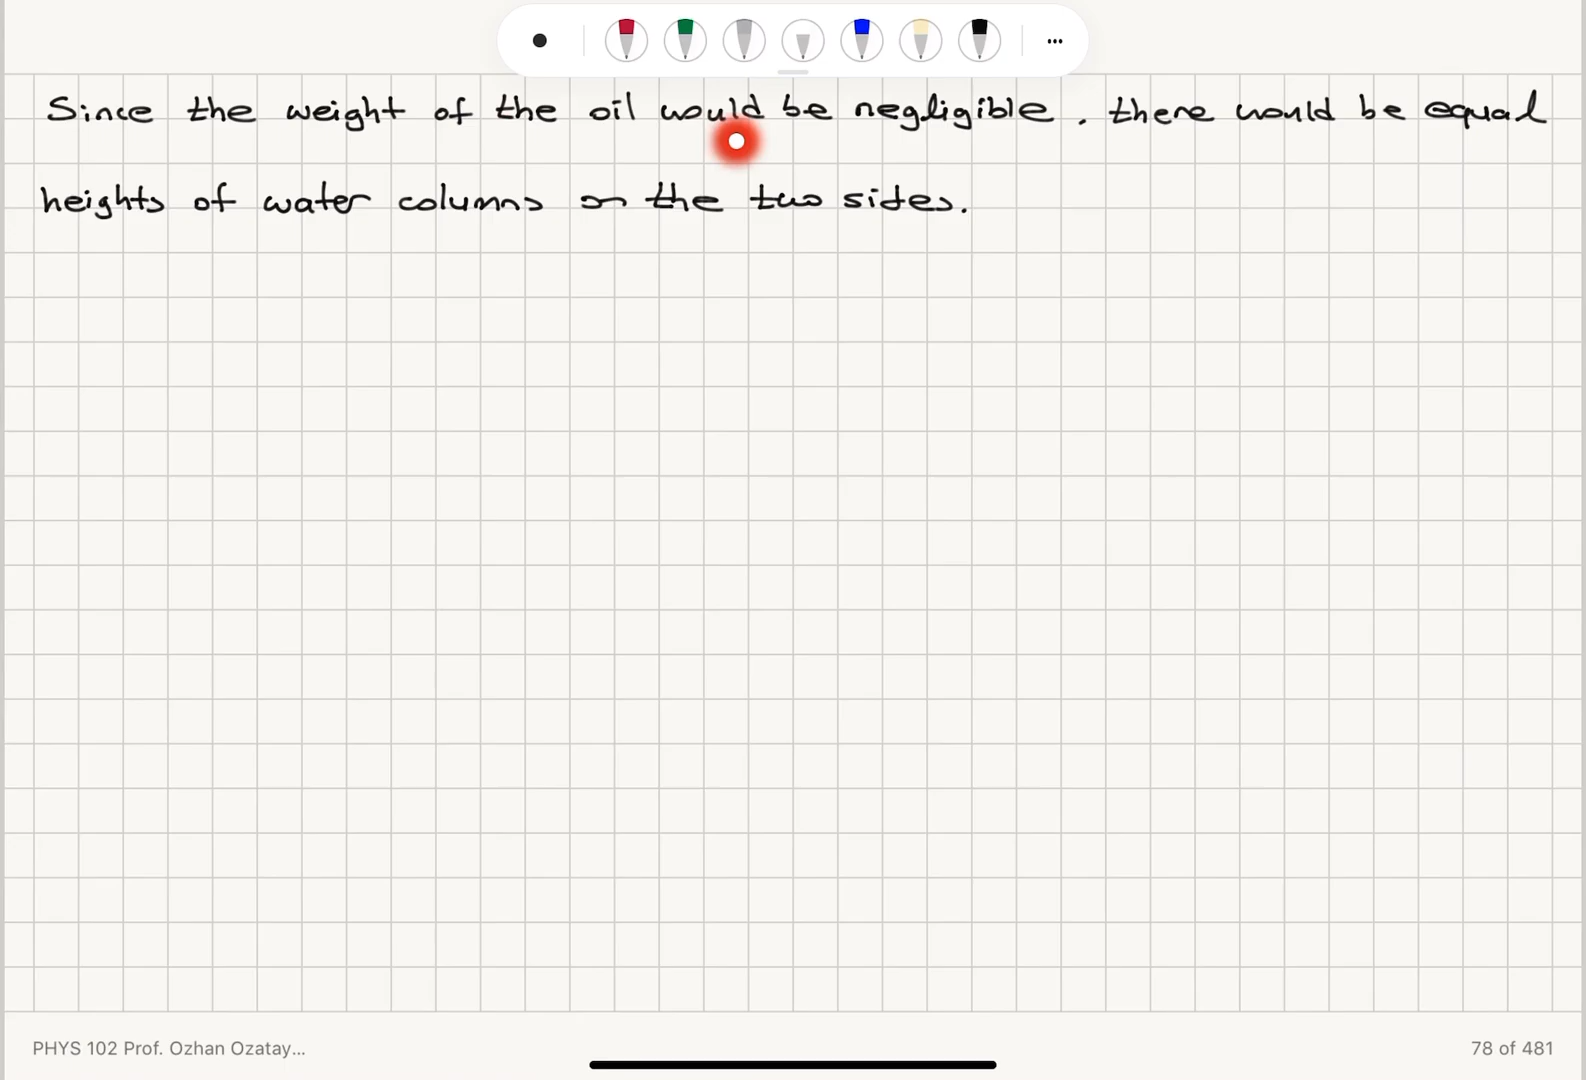 Since the weight of the oil would be negligible. there would be equal
heights of water columns on the two sides.
PHYS 102 Prof. Ozhan Ozatay...
78 of 481